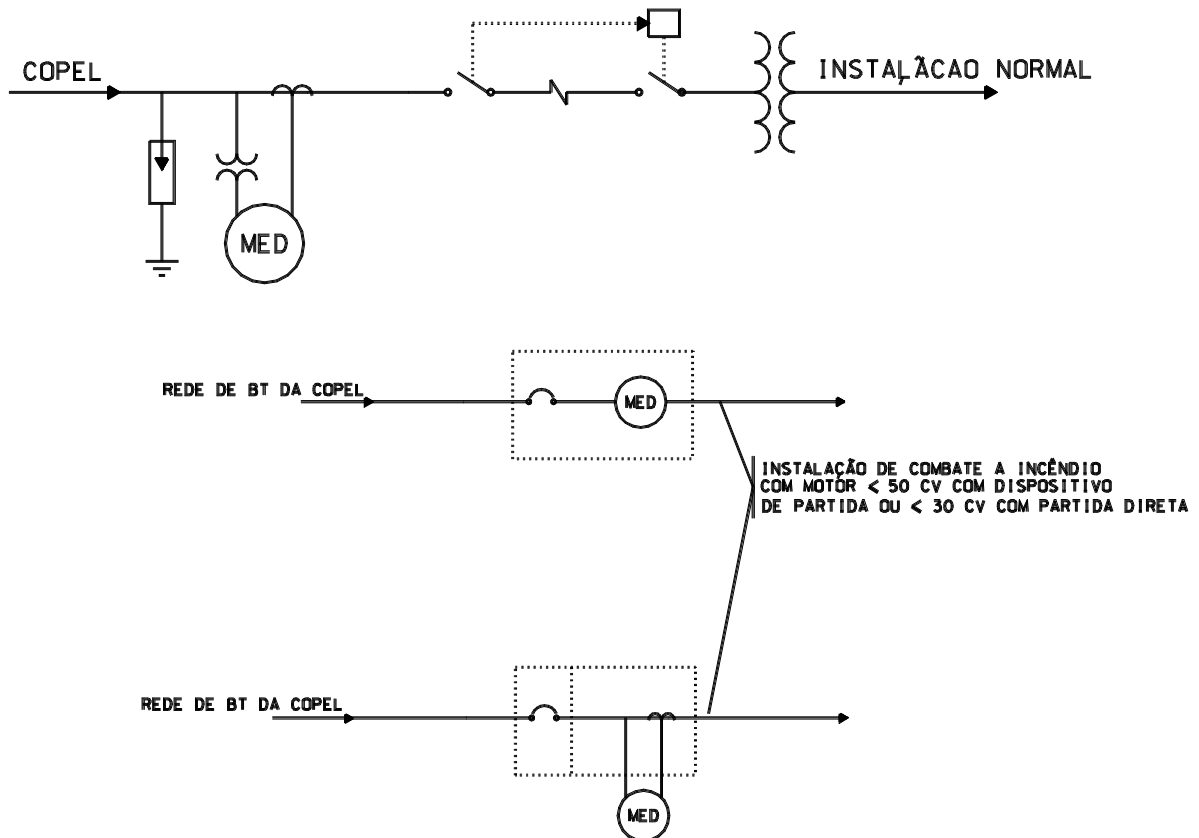 COPEL
INSTALÃCAO NORMAL
MED
REDE DE BT DA COPEL
MED
INSTALAÇÃO DE COMBATE A INCÊNDIO
COM MOTOR < 50 CV COM DISPOSITIVO
DE PARTIDA OU < 30 CV COM PARTIDA DIRETA
REDE DE BT DA COPEL
MED